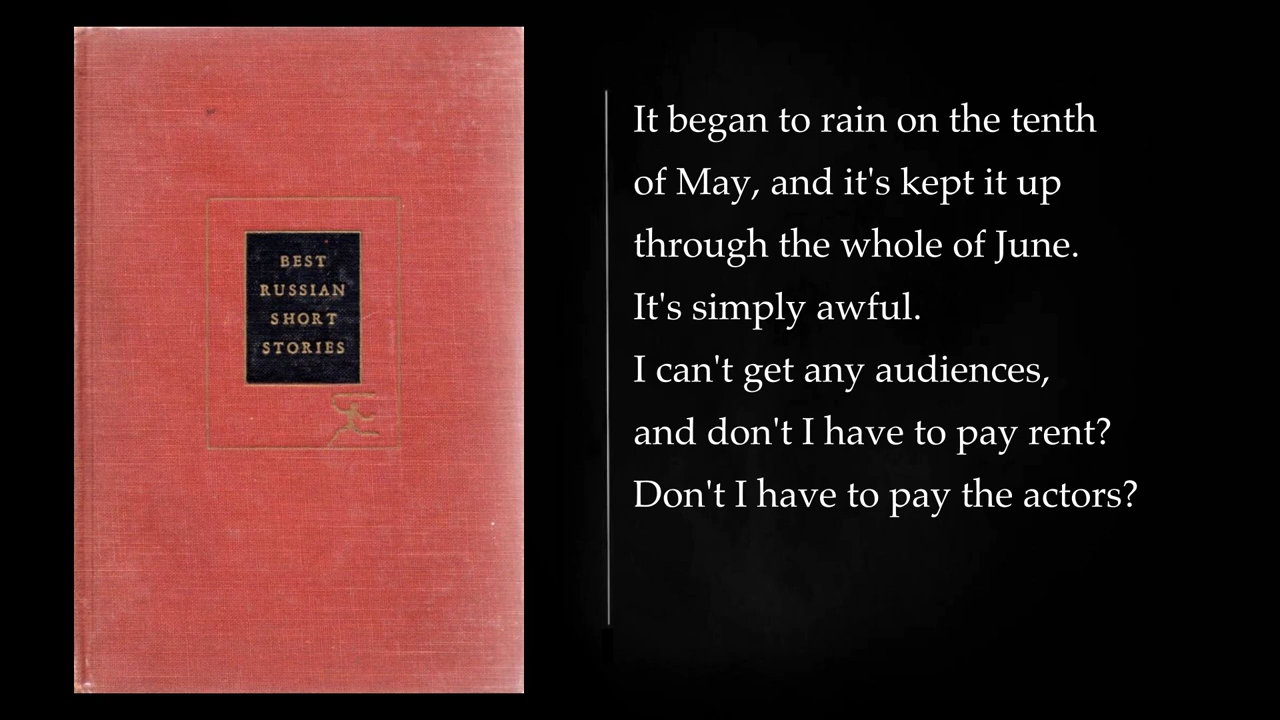 BEST
RUSSIAN
SHORT
STORIES
It began to rain on the tenth
of May, and it's kept it up
through the whole of June.
It's simply awful.
I can't get any audiences,
and don't I have to pay rent?
Don't I have to pay the actors?